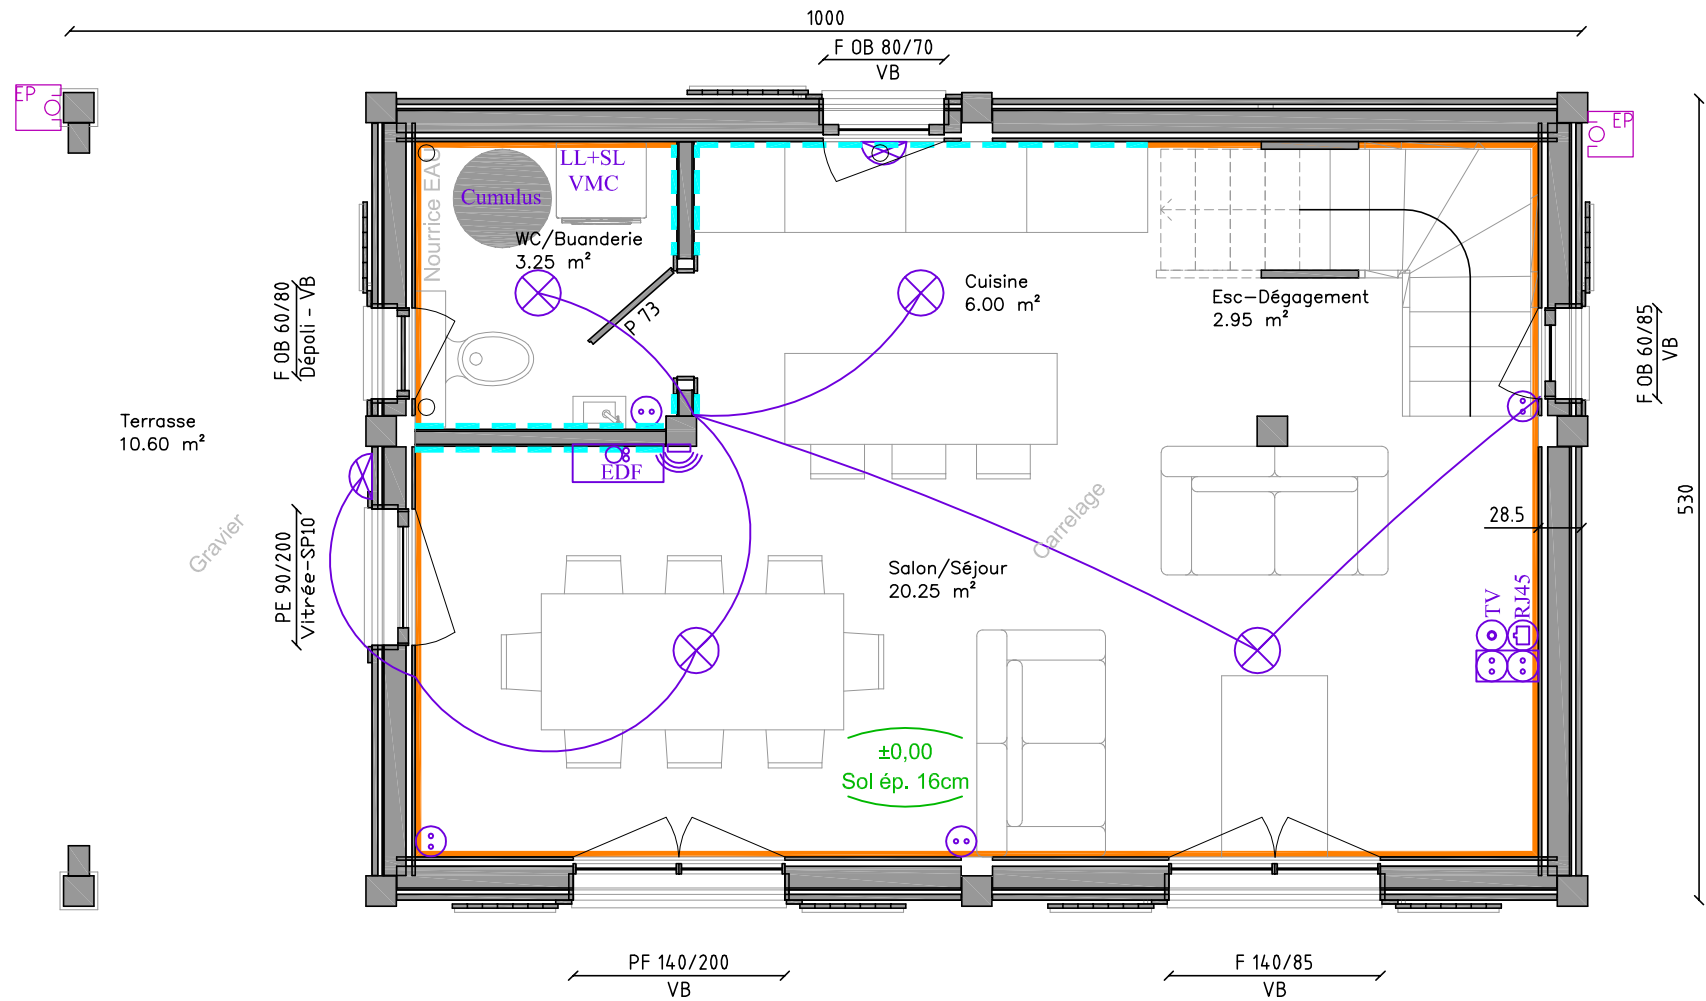 1000
F OB 80/70
VB
EP
EP
LL+SL
VMC
Cumulus
Nourrice EAU
WC/Buanderie
3.25 m²
P 73
Cuisine
6.00 m²
Esc-Dégagement
2.95 m²
F OB 60/80
Dépoli - VB
F OB 60/85
VB
Terrasse
10.60 m²
EDF
Gravier
Carrelage
28.5
530
PE 90/200
Vitrée-SP10
Salon/Séjour
20.25 m²
TV
RJ45
±0,00
Sol ép. 16cm
PF 140/200
VB
F 140/85
VB